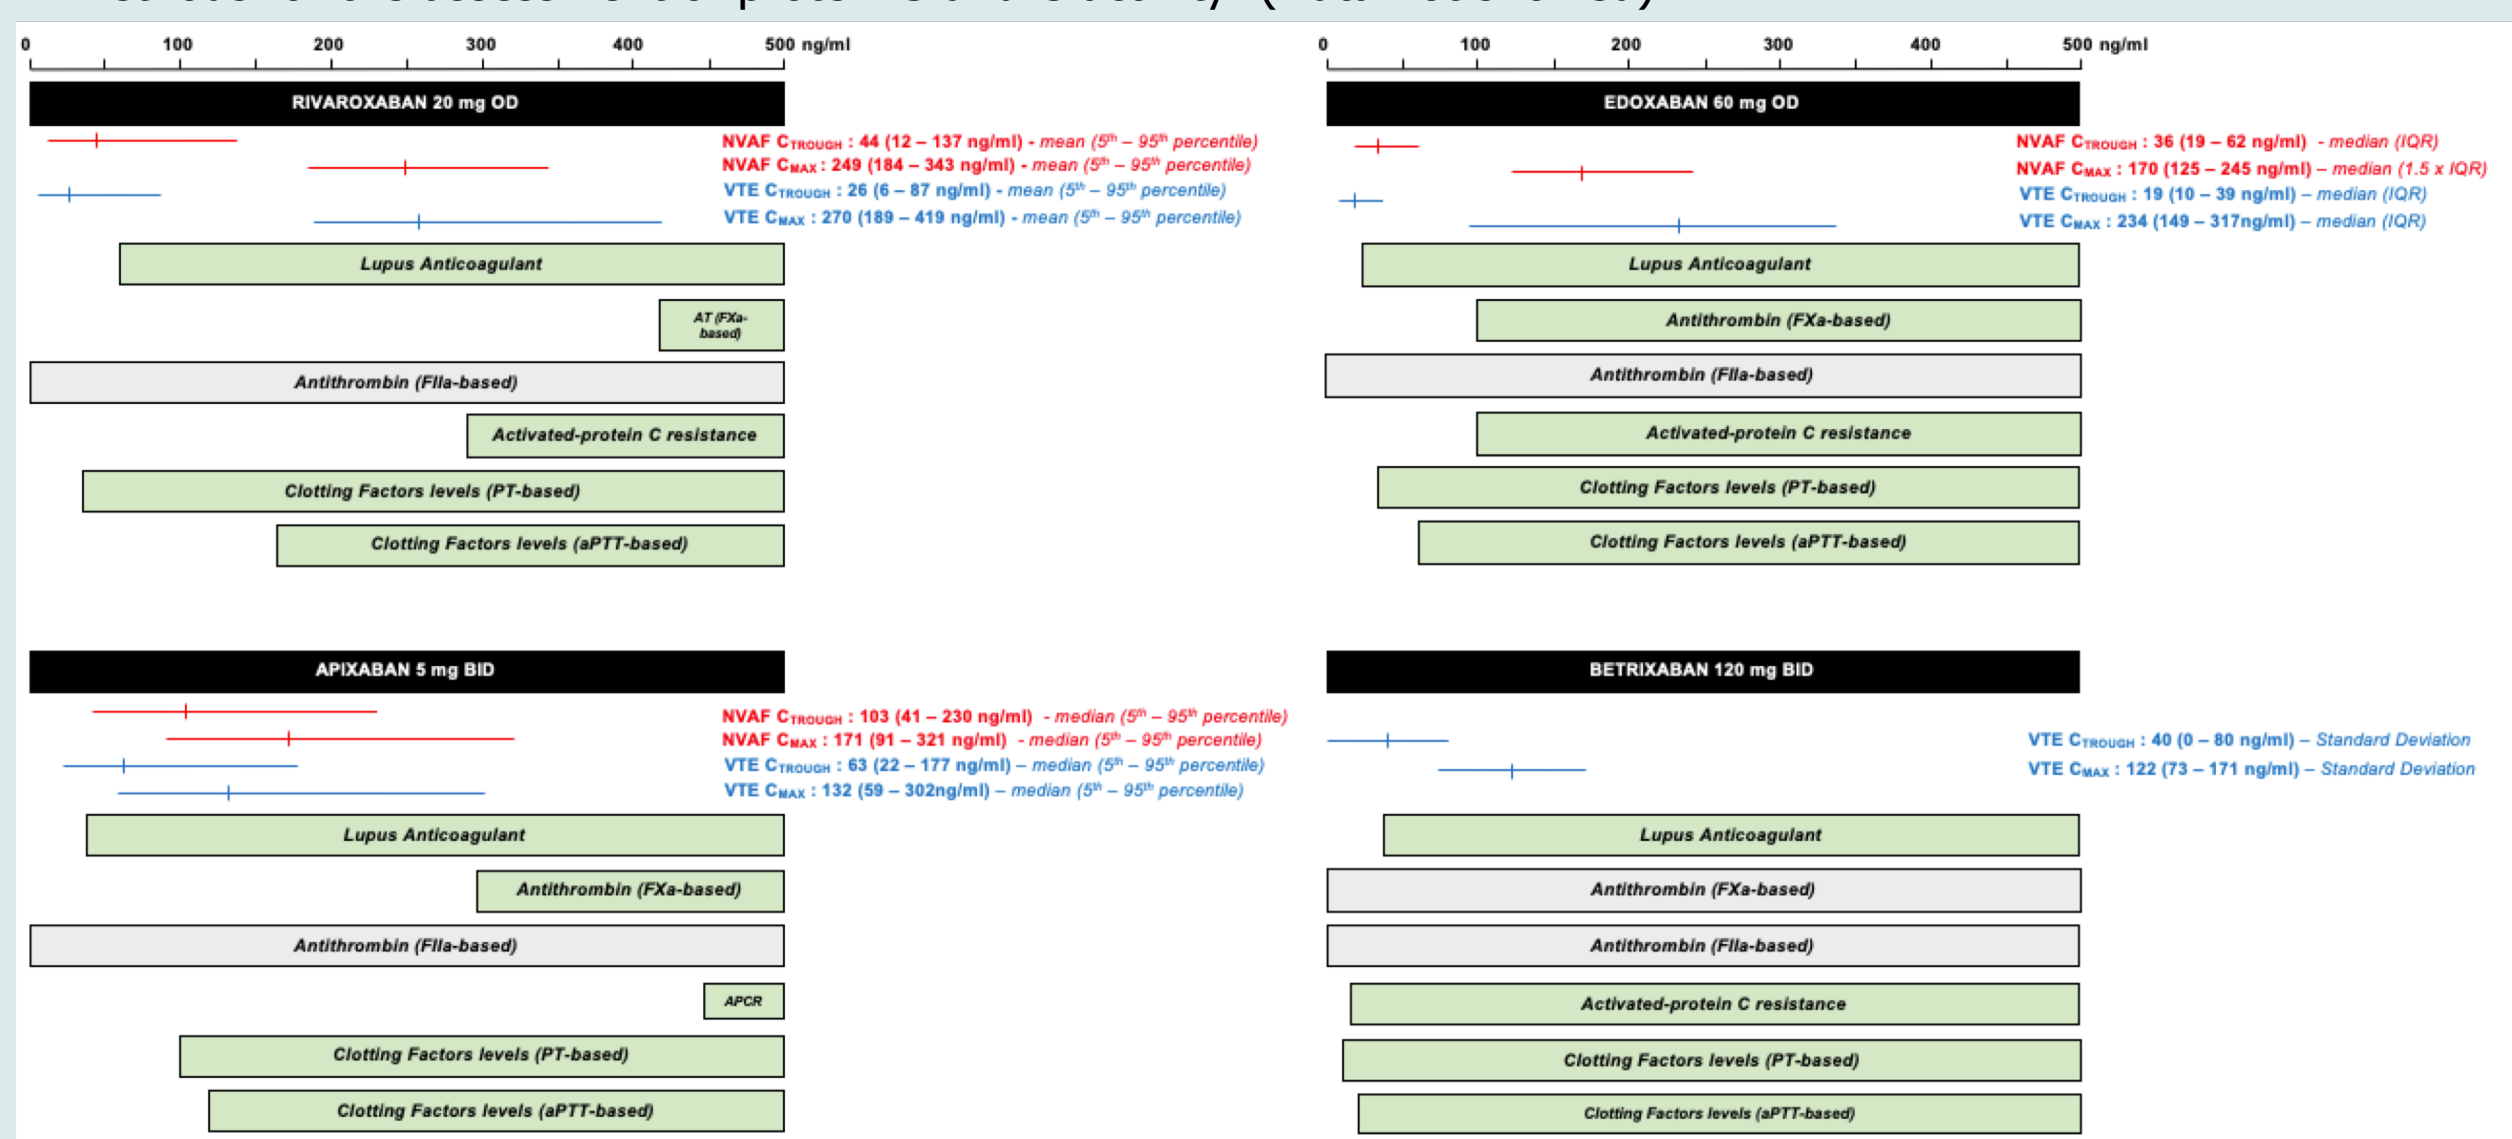 0 100 200 300 400 500 ng/ml
RIVAROXABAN 20 mg OD
NVAF CTROUGH : 44 (12 – 137 ng/ml) - mean (5th – 95th percentile)
NVAF CMAX : 249 (184 – 343 ng/ml) - mean (5th – 95th percentile)
VTE CTROUGH : 26 (6 – 87 ng/ml) - mean (5th – 95th percentile)
VTE CMAX : 270 (189 – 419 ng/ml) - mean (5th – 95th percentile)
Lupus Anticoagulant
AT (FXa-
based)
Antithrombin (FIIa-based)
Activated-protein C resistance
Clotting Factors levels (PT-based)
Clotting Factors levels (aPTT-based)
0 100 200 300 400 500 ng/ml
EDOXABAN 60 mg OD
NVAF CTROUGH : 36 (19 – 62 ng/ml) - median (IQR)
NVAF CMAX : 170 (125 – 245 ng/ml) – median (1.5 x IQR)
VTE CTROUGH : 19 (10 – 39 ng/ml) – median (IQR)
VTE CMAX : 234 (149 – 317ng/ml) – median (IQR)
Lupus Anticoagulant
Antithrombin (FXa-based)
Antithrombin (FIIa-based)
Activated-protein C resistance
Clotting Factors levels (PT-based)
Clotting Factors levels (aPTT-based)
APIXABAN 5 mg BID
NVAF CTROUGH : 103 (41 – 230 ng/ml) - median (5th – 95th percentile)
NVAF CMAX : 171 (91 – 321 ng/ml) - median (5th – 95th percentile)
VTE CTROUGH : 63 (22 – 177 ng/ml) – median (5th – 95th percentile)
VTE CMAX : 132 (59 – 302ng/ml) – median (5th – 95th percentile)
Lupus Anticoagulant
Antithrombin (FXa-based)
Antithrombin (FIIa-based)
APCR
Clotting Factors levels (PT-based)
Clotting Factors levels (aPTT-based)
BETRIXABAN 120 mg BID
VTE CTROUGH : 40 (0 – 80 ng/ml) – Standard Deviation
VTE CMAX : 122 (73 – 171 ng/ml) – Standard Deviation
Lupus Anticoagulant
Antithrombin (FXa-based)
Antithrombin (FIIa-based)
Activated-protein C resistance
Clotting Factors levels (PT-based)
Clotting Factors levels (aPTT-based)